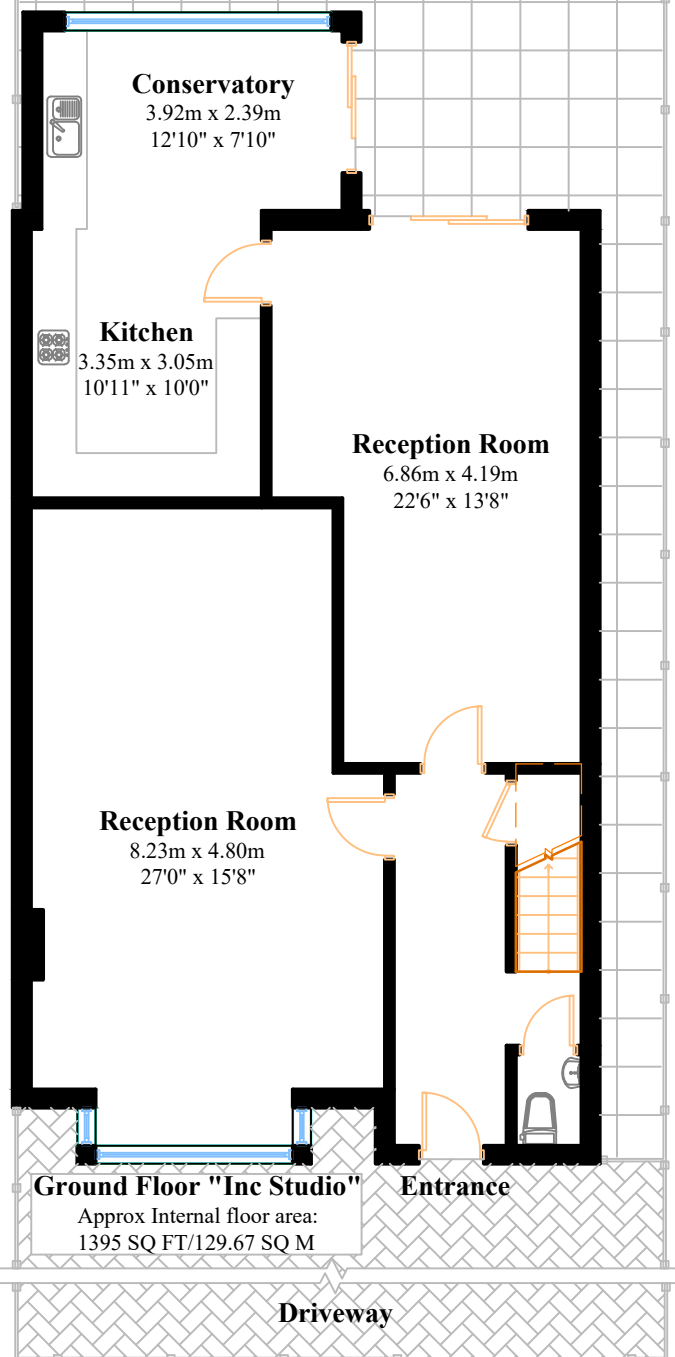 Conservatory
3.92m x 2.39m
12'10" x 7'10"
Kitchen
3.35m x 3.05m
10'11" x 10'0"
Reception Room
6.86m x 4.19m
22'6" x 13'8"
Reception Room
8.23m x 4.80m
27'0" x 15'8"
Ground Floor "Inc Studio"
Approx Internal floor area:
1395 SQ FT/129.67 SQ M
Entrance
Driveway